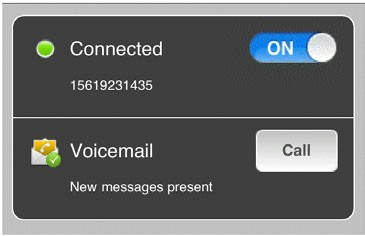 Connected
ON
15619231435
Voicemail
Call
New messages present